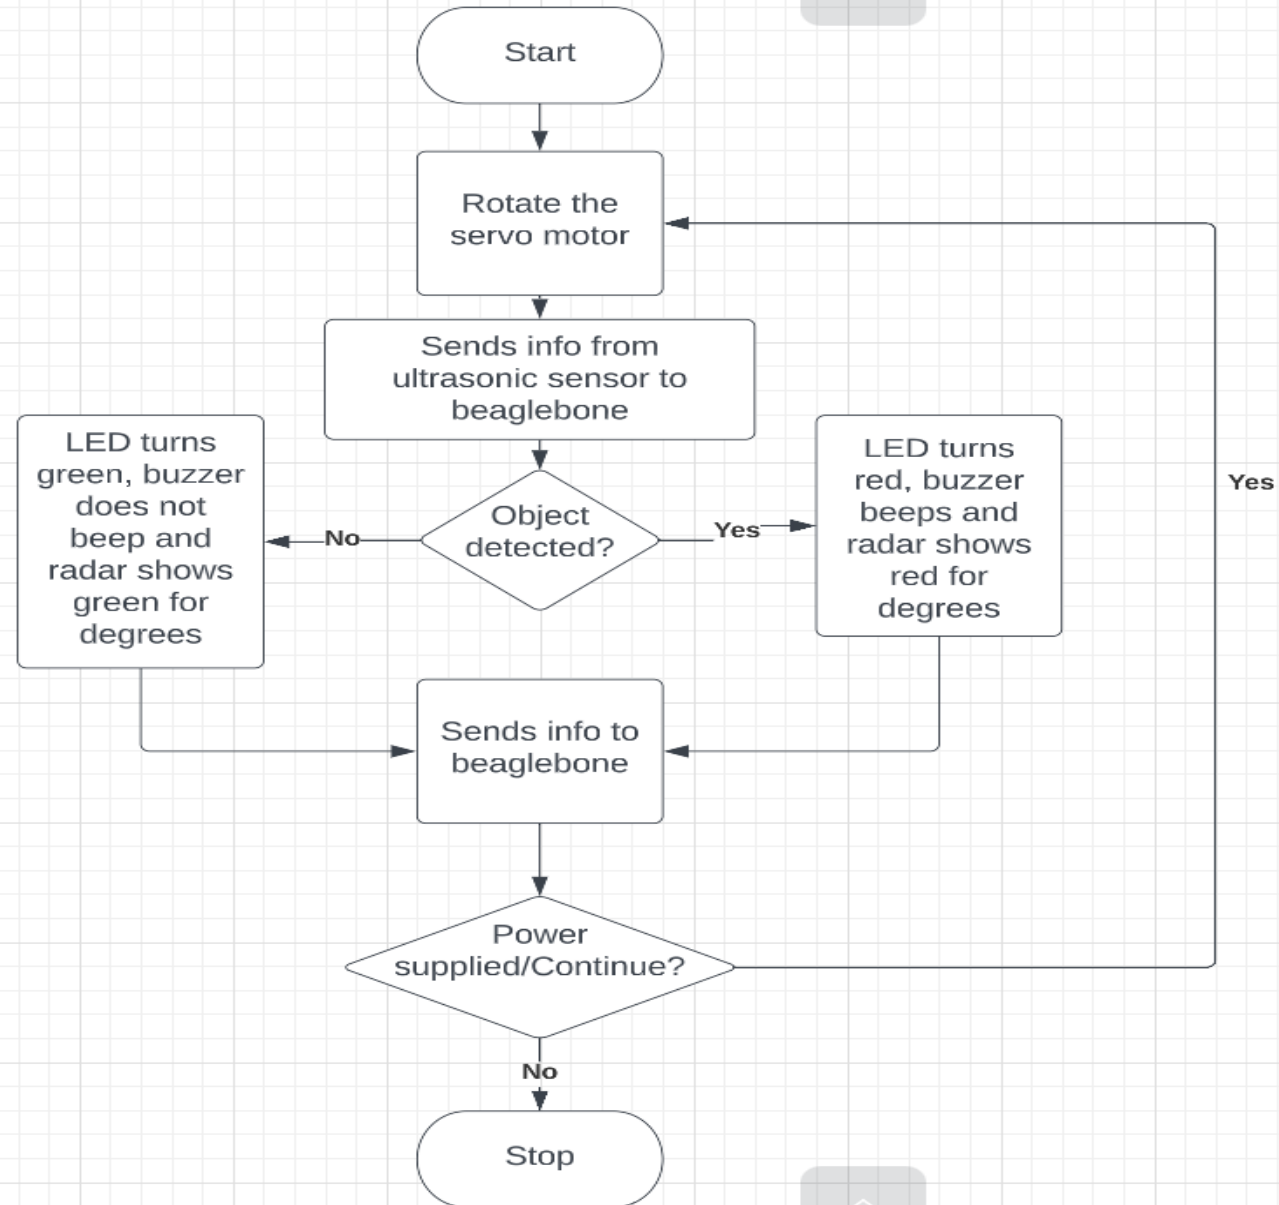 Start
Rotate the
servo motor
Sends info from
ultrasonic sensor to
beaglebone
LED turns
green, buzzer
does not
beep and
radar shows
green for
degrees
No
Object
detected?
Yes
LED turns
red, buzzer
beeps and
radar shows
red for
degrees
Yes
Sends info to
beaglebone
Power
supplied/Continue?
No
Stop